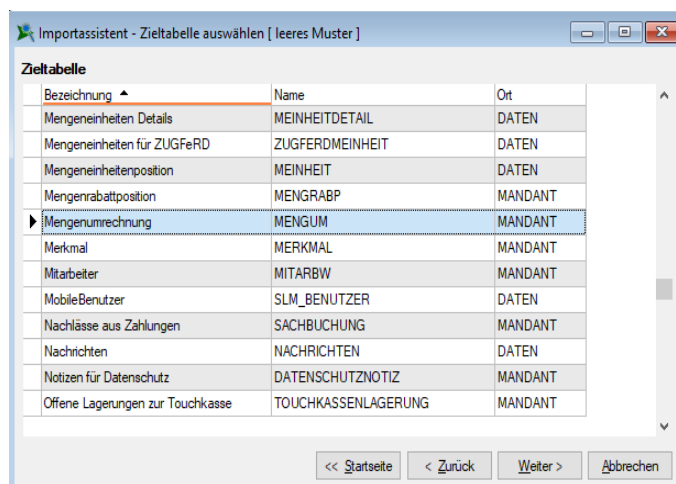 Importassistent - Zieltabelle auswählen [ leeres Muster ]
Zieltabelle
Bezeichnung Name Ort
Mengeneinheiten Details MEINHEITDETAIL DATEN
Mengeneinheiten für ZUGFeRD ZUGFERDMEINHEIT DATEN
Mengeneinheitenposition MEINHEIT DATEN
Mengenrabattposition MENGRABP MANDANT
Mengenumrechnung MENGUM MANDANT
Merkmal MERKMAL MANDANT
Mitarbeiter MITARBW MANDANT
MobileBenutzer SLM_BENUTZER DATEN
Nachlässe aus Zahlungen SACHBUCHUNG MANDANT
Nachrichten NACHRICHTEN DATEN
Notizen für Datenschutz DATENSCHUTZNOTIZ MANDANT
Offene Lagerungen zur Touchkasse TOUCHKASSENLAGERUNG MANDANT
<< Startseite < Zurück Weiter > Abbrechen